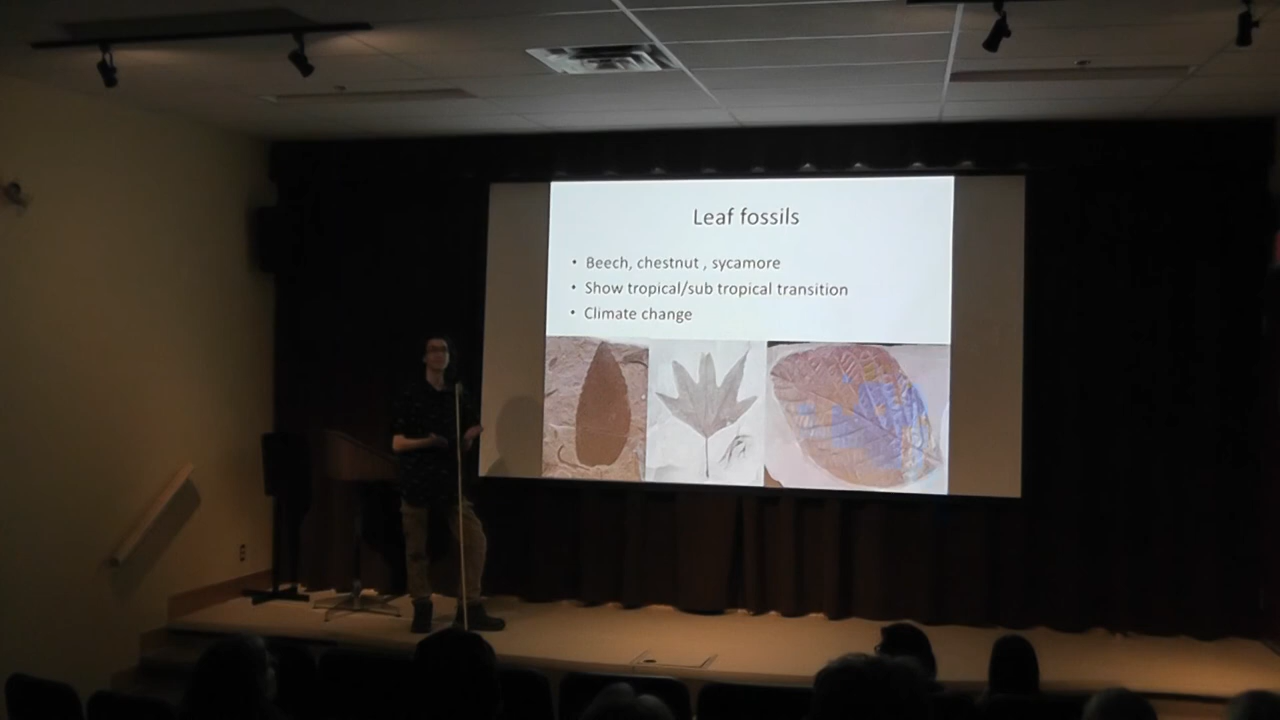 Leaf fossils
• Beech, chestnut , sycamore
• Show tropical/sub tropical transition
• Climate change